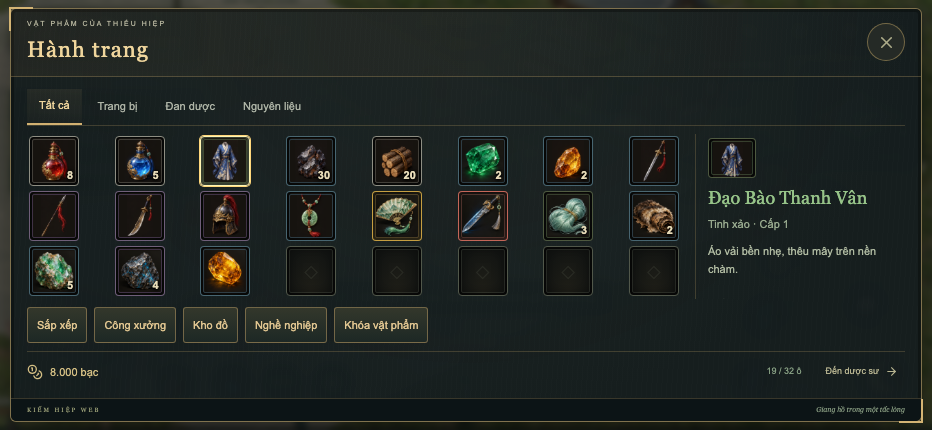 VẬT PHẨM CỦA THIẾU HIỆP
Hành trang
Tất cả
Trang bị
Đan dược
Nguyên liệu
8
5
30
20
2
2
3
2
5
4
Đạo Bào Thanh Vân
Tinh xảo · Cấp 1
Áo vải bền nhẹ, thêu mây trên nền
chàm.
Sắp xếp
Công xưởng
Kho đồ
Nghề nghiệp
Khóa vật phẩm
8.000 bạc
19 / 32 ô
Đến dược sư
KIẾM HIỆP WEB
Giang hồ trong một tấc lòng